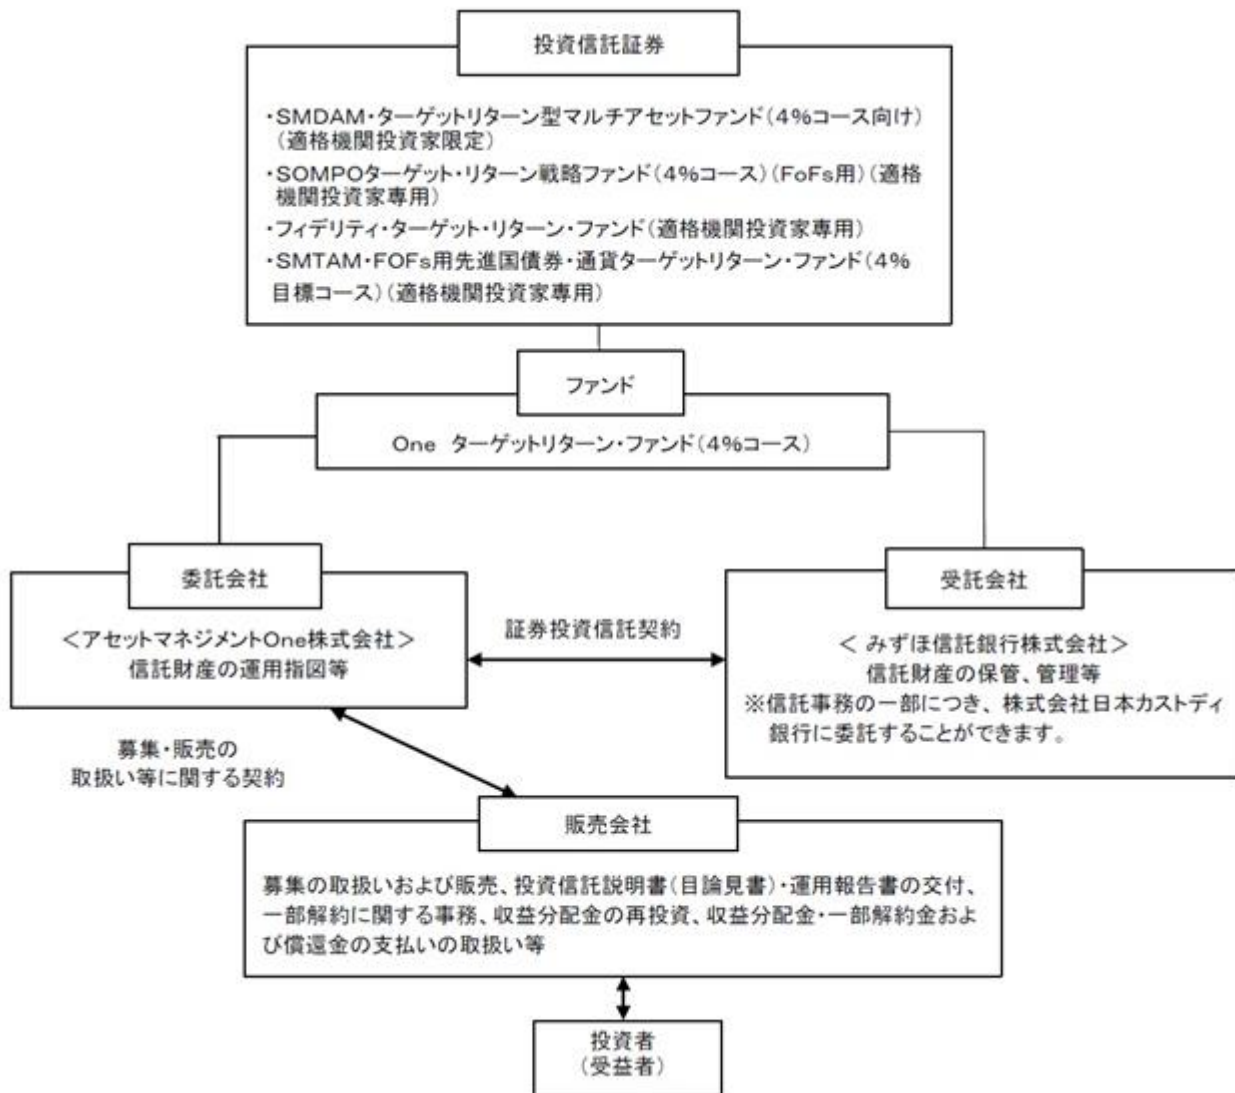 投資信託証券
・SMDAM・ターゲットリターン型マルチアセットファンド(4%コース向け)
(適格機関投資家限定)
・SOMPOターゲット・リターン戦略ファンド(4%コース)(FoFs用)(適格
機関投資家専用)
・フィデリティ・ターゲット・リターン・ファンド(適格機関投資家専用)
・SMTAM・FOFs用先進国債券・通貨ターゲットリターン・ファンド(4%
目標コース)(適格機関投資家専用)
ファンド
One ターゲットリターン・ファンド(4%コース)
委託会社
<アセットマネジメントOne株式会社>
信託財産の運用指図等
証券投資信託契約
受託会社
< みずほ信託銀行株式会社>
信託財産の保管、管理等
※信託事務の一部につき、株式会社日本カストディ
銀行に委託することができます。
募集・販売の
取扱い等に関する契約
販売会社
募集の取扱いおよび販売、投資信託説明書(目論見書)・運用報告書の交付、
一部解約に関する事務、収益分配金の再投資、収益分配金・一部解約金およ
び償還金の支払いの取扱い等
投資者
(受益者)